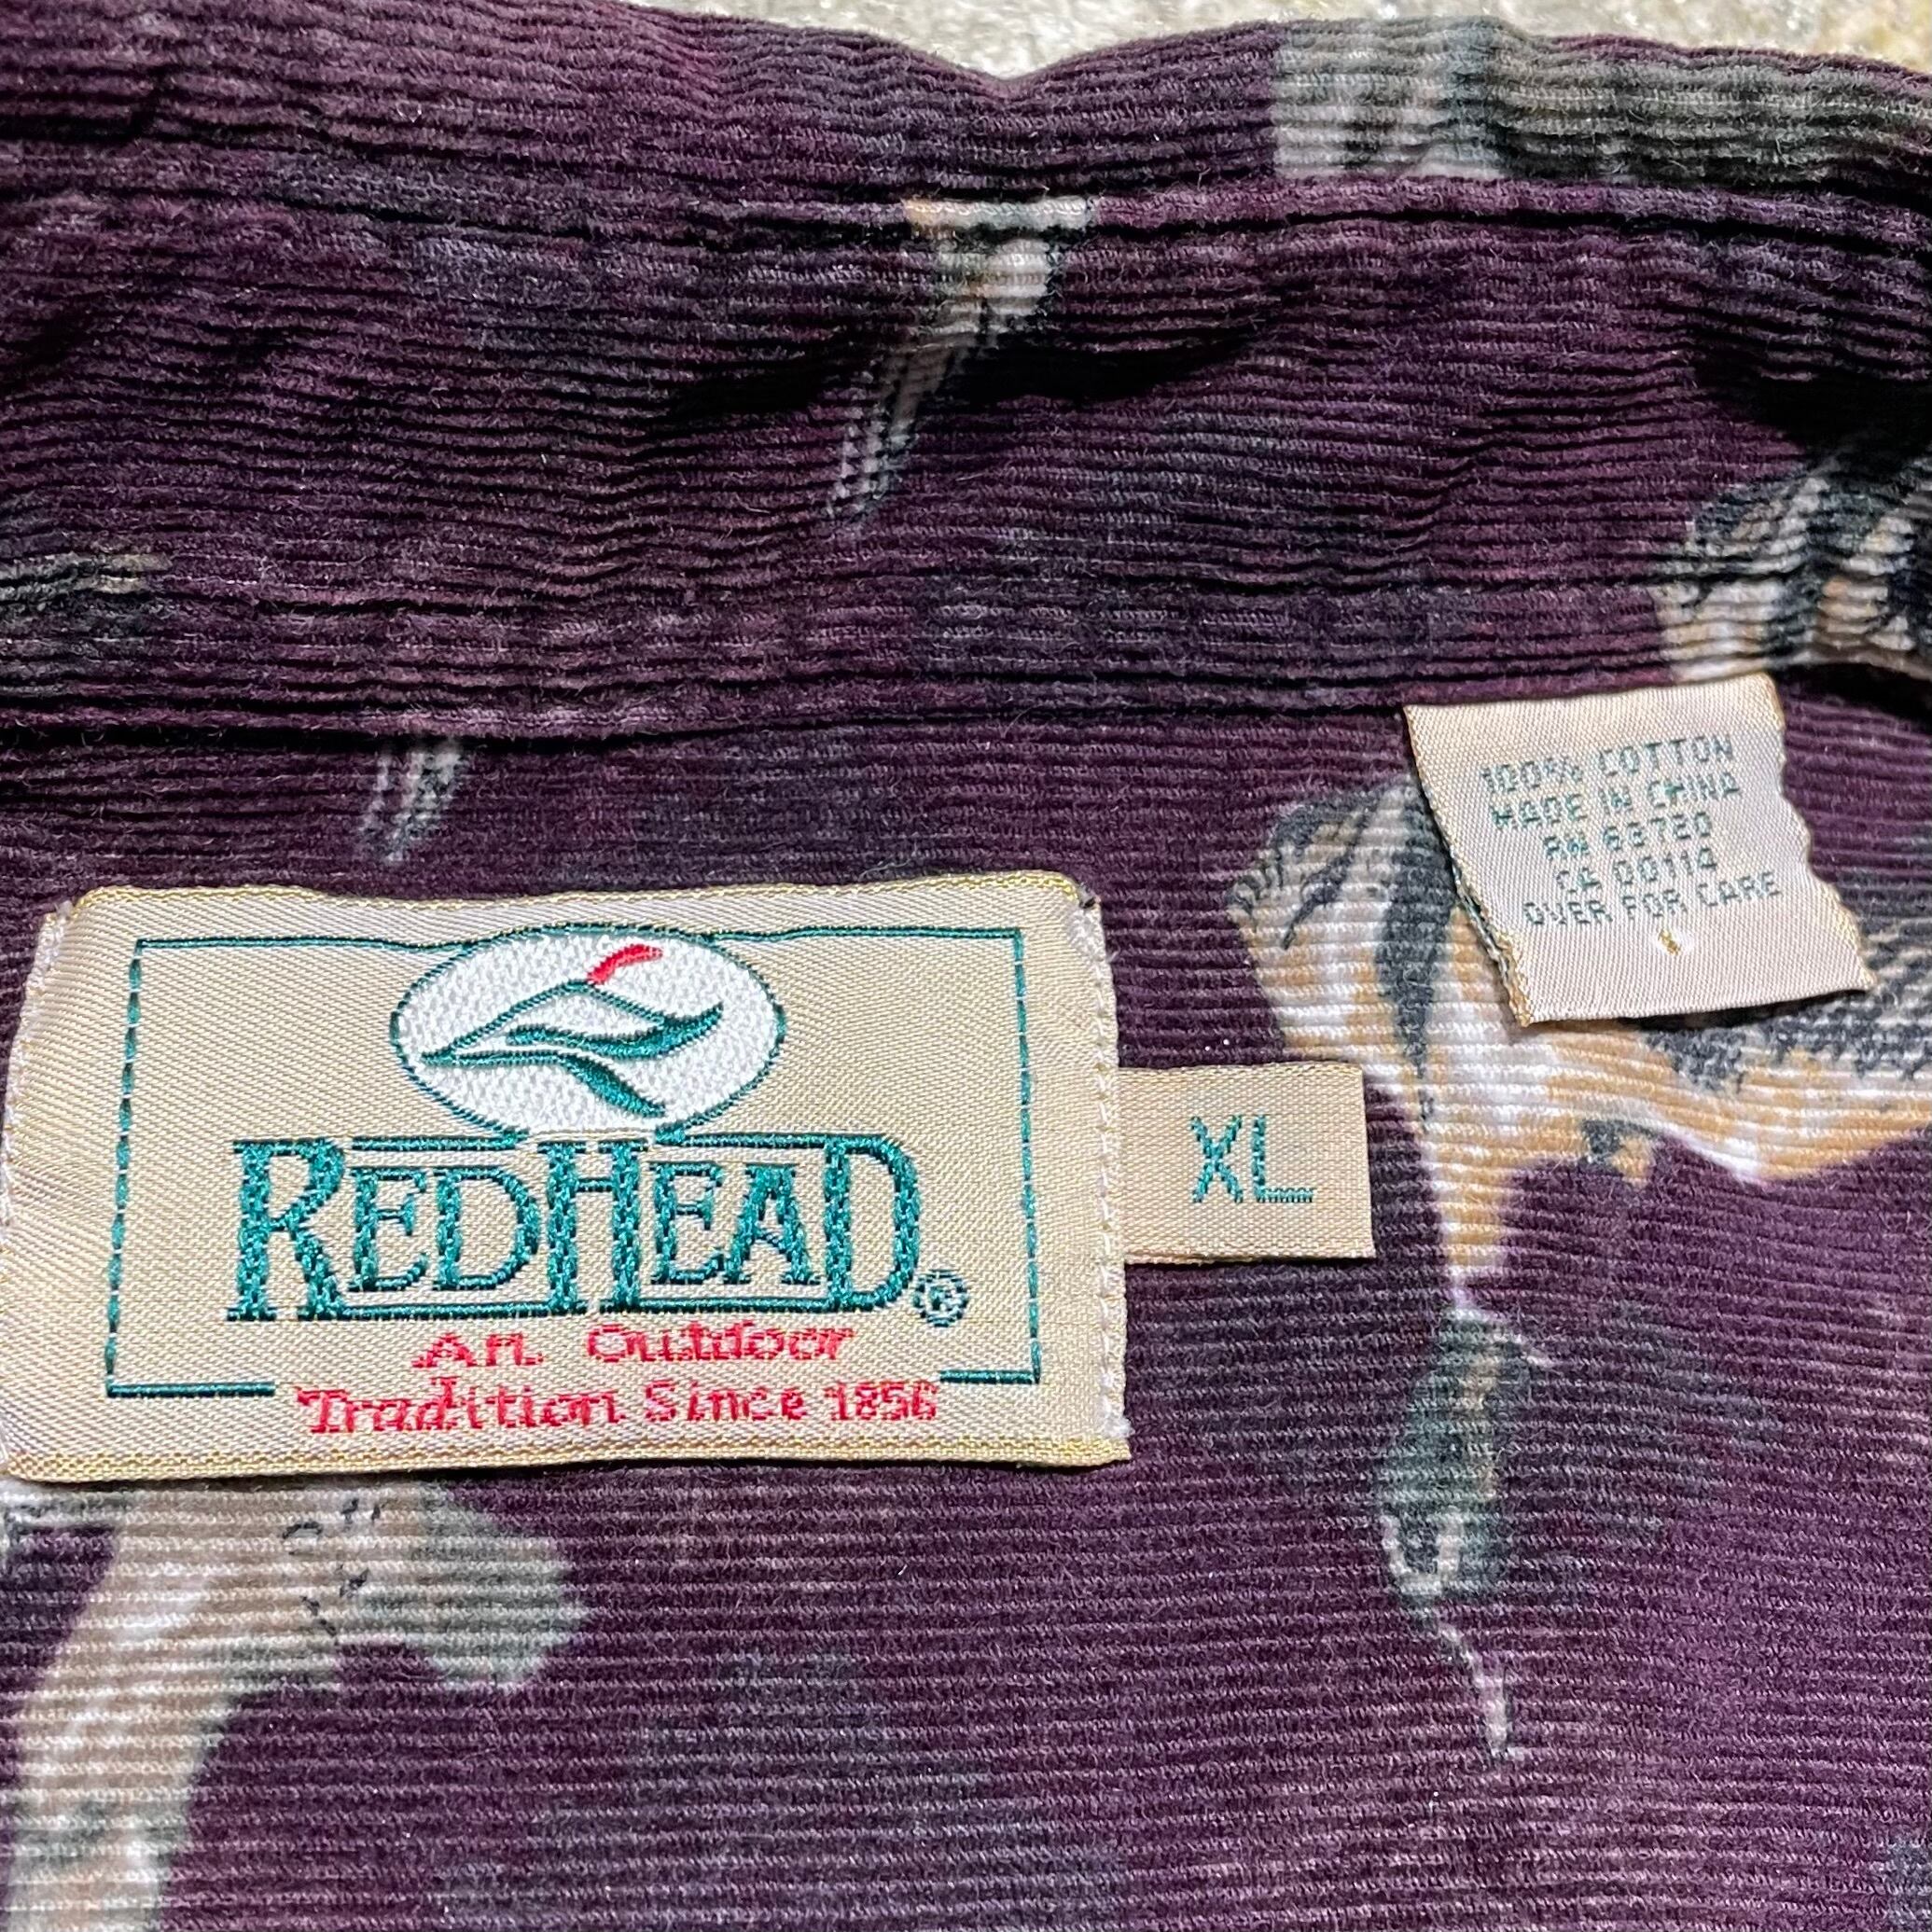 100% COTTON
MADE IN CHINA
RN 63720
CA 00114
OVER FOR CARE
REDHEAD®
An Outdoor
Tradition Since 1856
XL